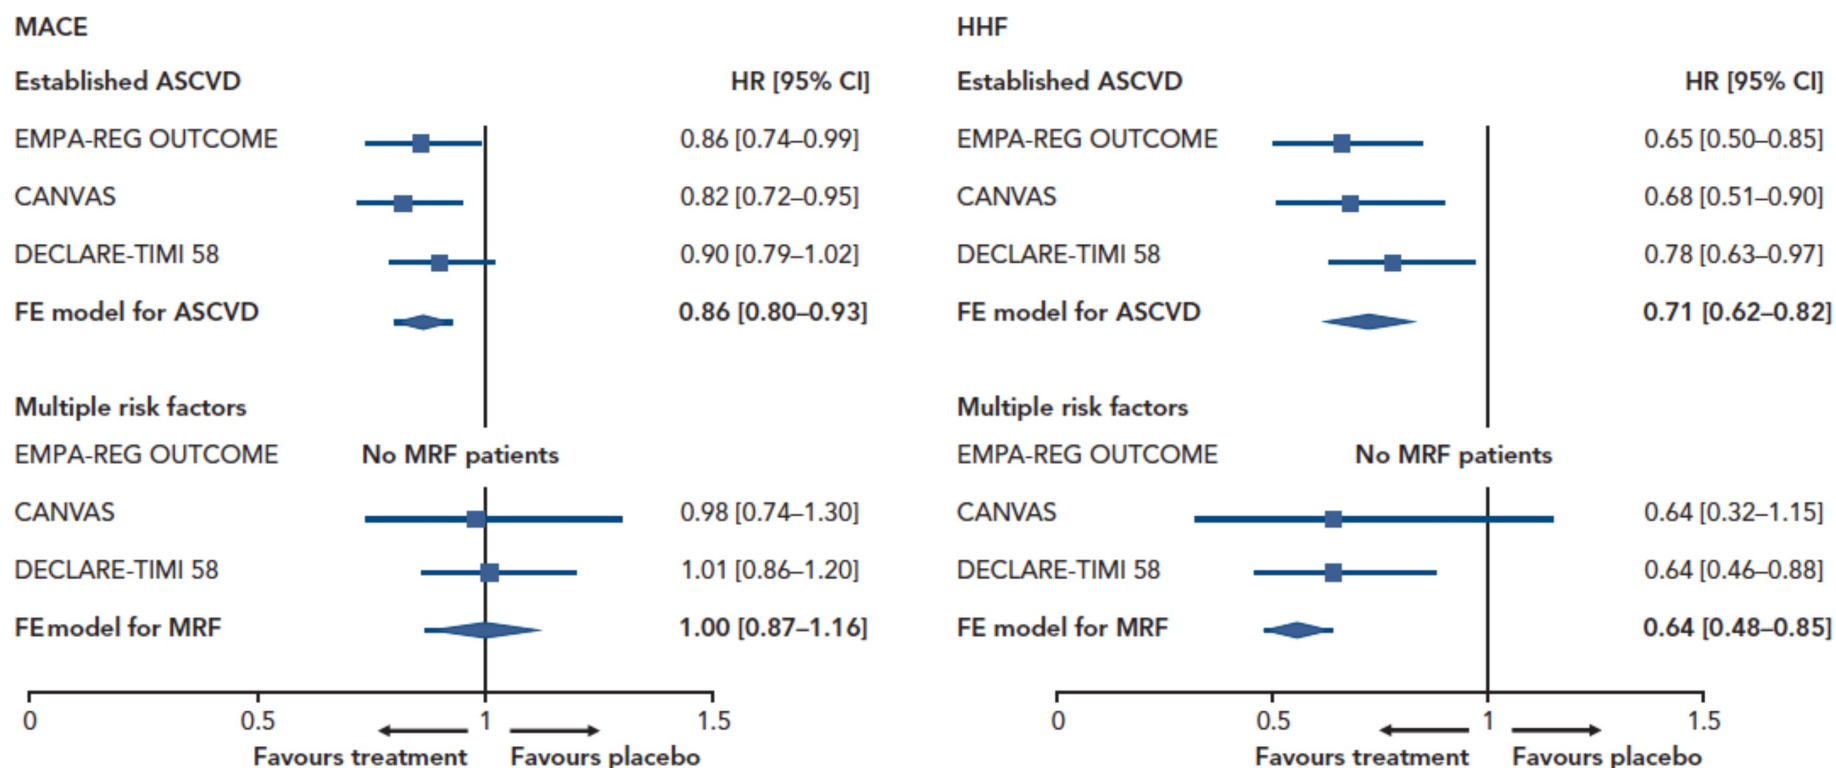 MACE
Established ASCVD HR [95% CI]
EMPA-REG OUTCOME 0.86 [0.74–0.99]
CANVAS 0.82 [0.72–0.95]
DECLARE-TIMI 58 0.90 [0.79–1.02]
FE model for ASCVD 0.86 [0.80–0.93]
Multiple risk factors
EMPA-REG OUTCOME No MRF patients
CANVAS 0.98 [0.74–1.30]
DECLARE-TIMI 58 1.01 [0.86–1.20]
FE model for MRF 1.00 [0.87–1.16]
0 0.5 1 1.5
Favours treatment Favours placebo
HHF
Established ASCVD HR [95% CI]
EMPA-REG OUTCOME 0.65 [0.50–0.85]
CANVAS 0.68 [0.51–0.90]
DECLARE-TIMI 58 0.78 [0.63–0.97]
FE model for ASCVD 0.71 [0.62–0.82]
Multiple risk factors
EMPA-REG OUTCOME No MRF patients
CANVAS 0.64 [0.32–1.15]
DECLARE-TIMI 58 0.64 [0.46–0.88]
FE model for MRF 0.64 [0.48–0.85]
0 0.5 1 1.5
Favours treatment Favours placebo